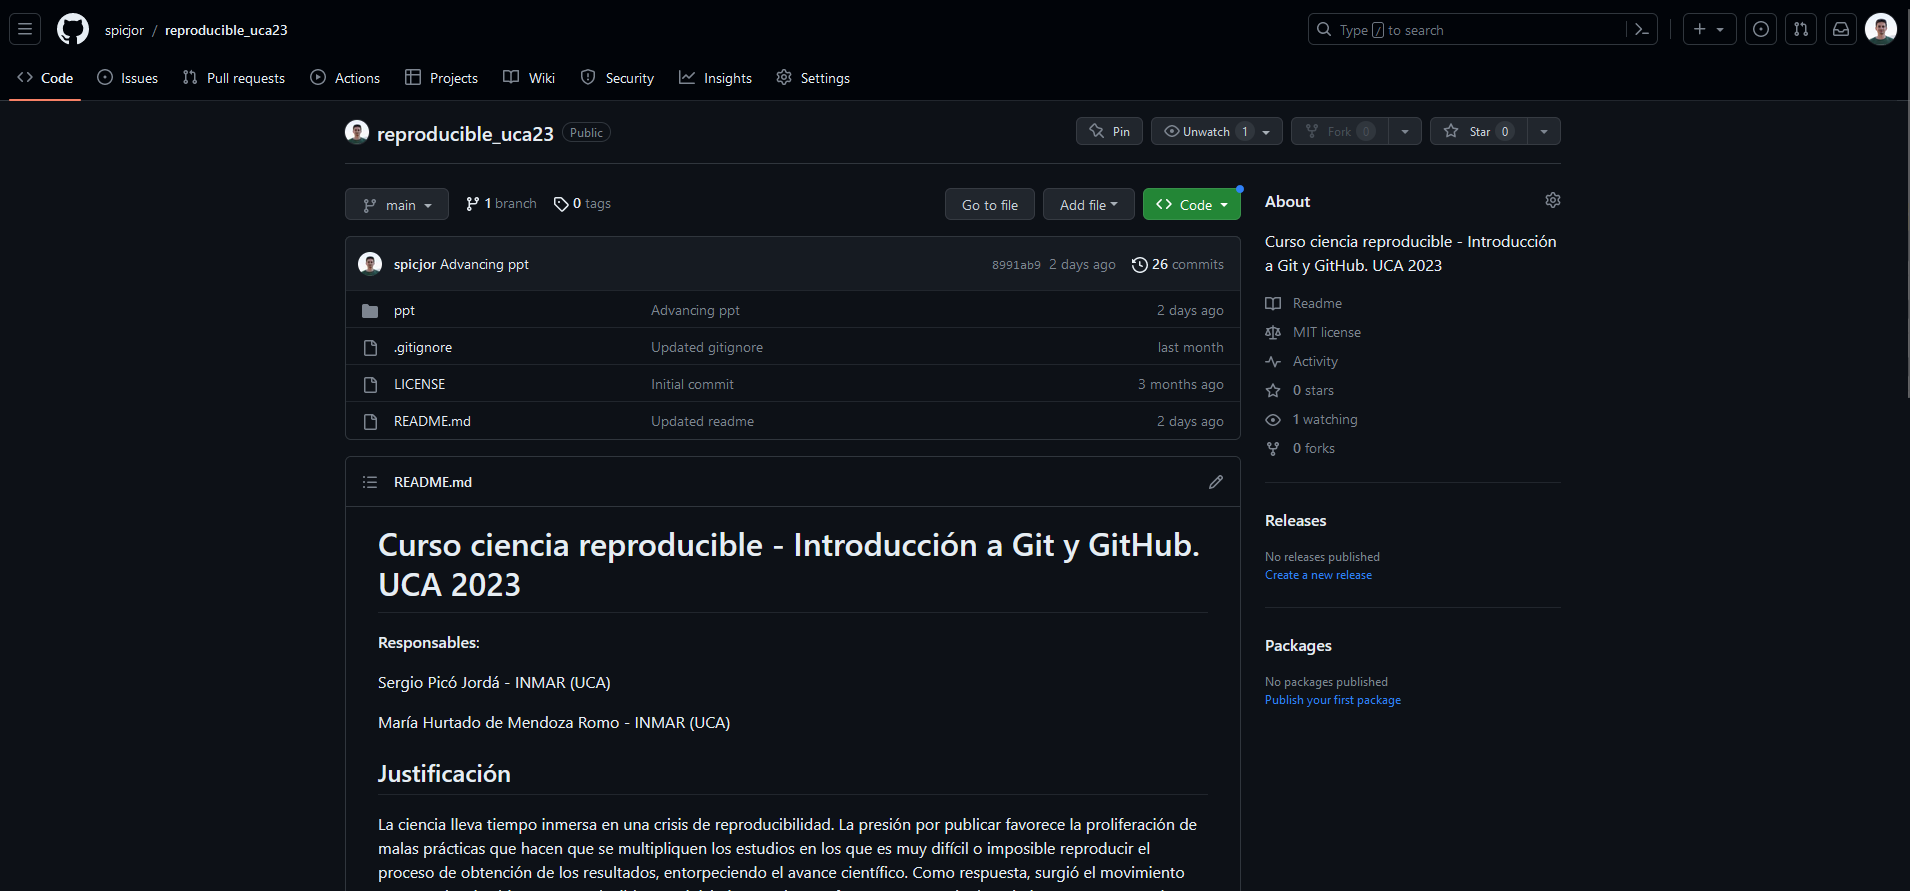 spicjor / reproducible_uca23
Type / to search
Code Issues Pull requests Actions Projects Wiki Security Insights Settings
reproducible_uca23 Public
Pin Unwatch 1 Fork 0 Star 0
main 1 branch 0 tags
Go to file Add file Code
spicjor Advancing ppt 8991ab9 2 days ago 26 commits
ppt Advancing ppt 2 days ago
.gitignore Updated gitignore last month
LICENSE Initial commit 3 months ago
README.md Updated readme 2 days ago
README.md
Curso ciencia reproducible - Introducción a Git y GitHub.
UCA 2023
Responsables:
Sergio Picó Jordá - INMAR (UCA)
María Hurtado de Mendoza Romo - INMAR (UCA)
Justificación
La ciencia lleva tiempo inmersa en una crisis de reproducibilidad. La presión por publicar favorece la proliferación de
malas prácticas que hacen que se multipliquen los estudios en los que es muy difícil o imposible reproducir el
proceso de obtención de los resultados, entorpeciendo el avance científico. Como respuesta, surgió el movimiento
About
Curso ciencia reproducible - Introducción
a Git y GitHub. UCA 2023
Readme
MIT license
Activity
0 stars
1 watching
0 forks
Releases
No releases published
Create a new release
Packages
No packages published
Publish your first package